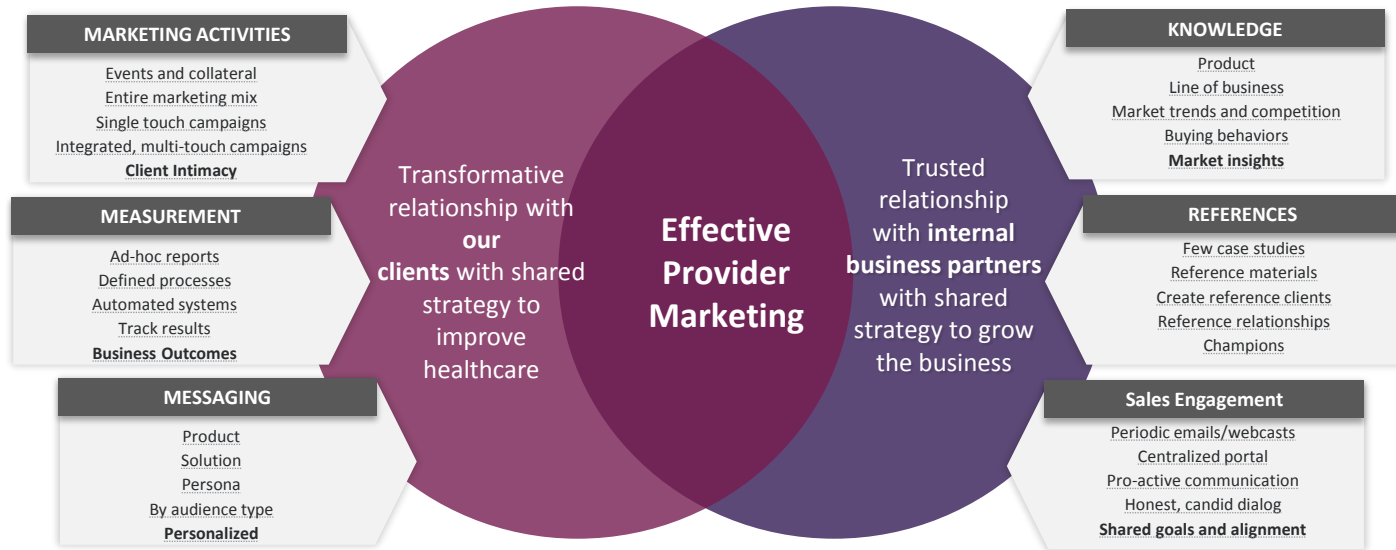 MARKETING ACTIVITIES
Events and collateral
Entire marketing mix
Single touch campaigns
Integrated, multi-touch campaigns
Client Intimacy
MEASUREMENT
Ad-hoc reports
Defined processes
Automated systems
Track results
Business Outcomes
MESSAGING
Product
Solution
Persona
By audience type
Personalized
Transformative
relationship with
our
clients with shared
strategy to
improve
healthcare
Effective
Provider
Marketing
Trusted
relationship
with internal
business partners
with shared
strategy to grow
the business
KNOWLEDGE
Product
Line of business
Market trends and competition
Buying behaviors
Market insights
REFERENCES
Few case studies
Reference materials
Create reference clients
Reference relationships
Champions
Sales Engagement
Periodic emails/webcasts
Centralized portal
Pro-active communication
Honest, candid dialog
Shared goals and alignment